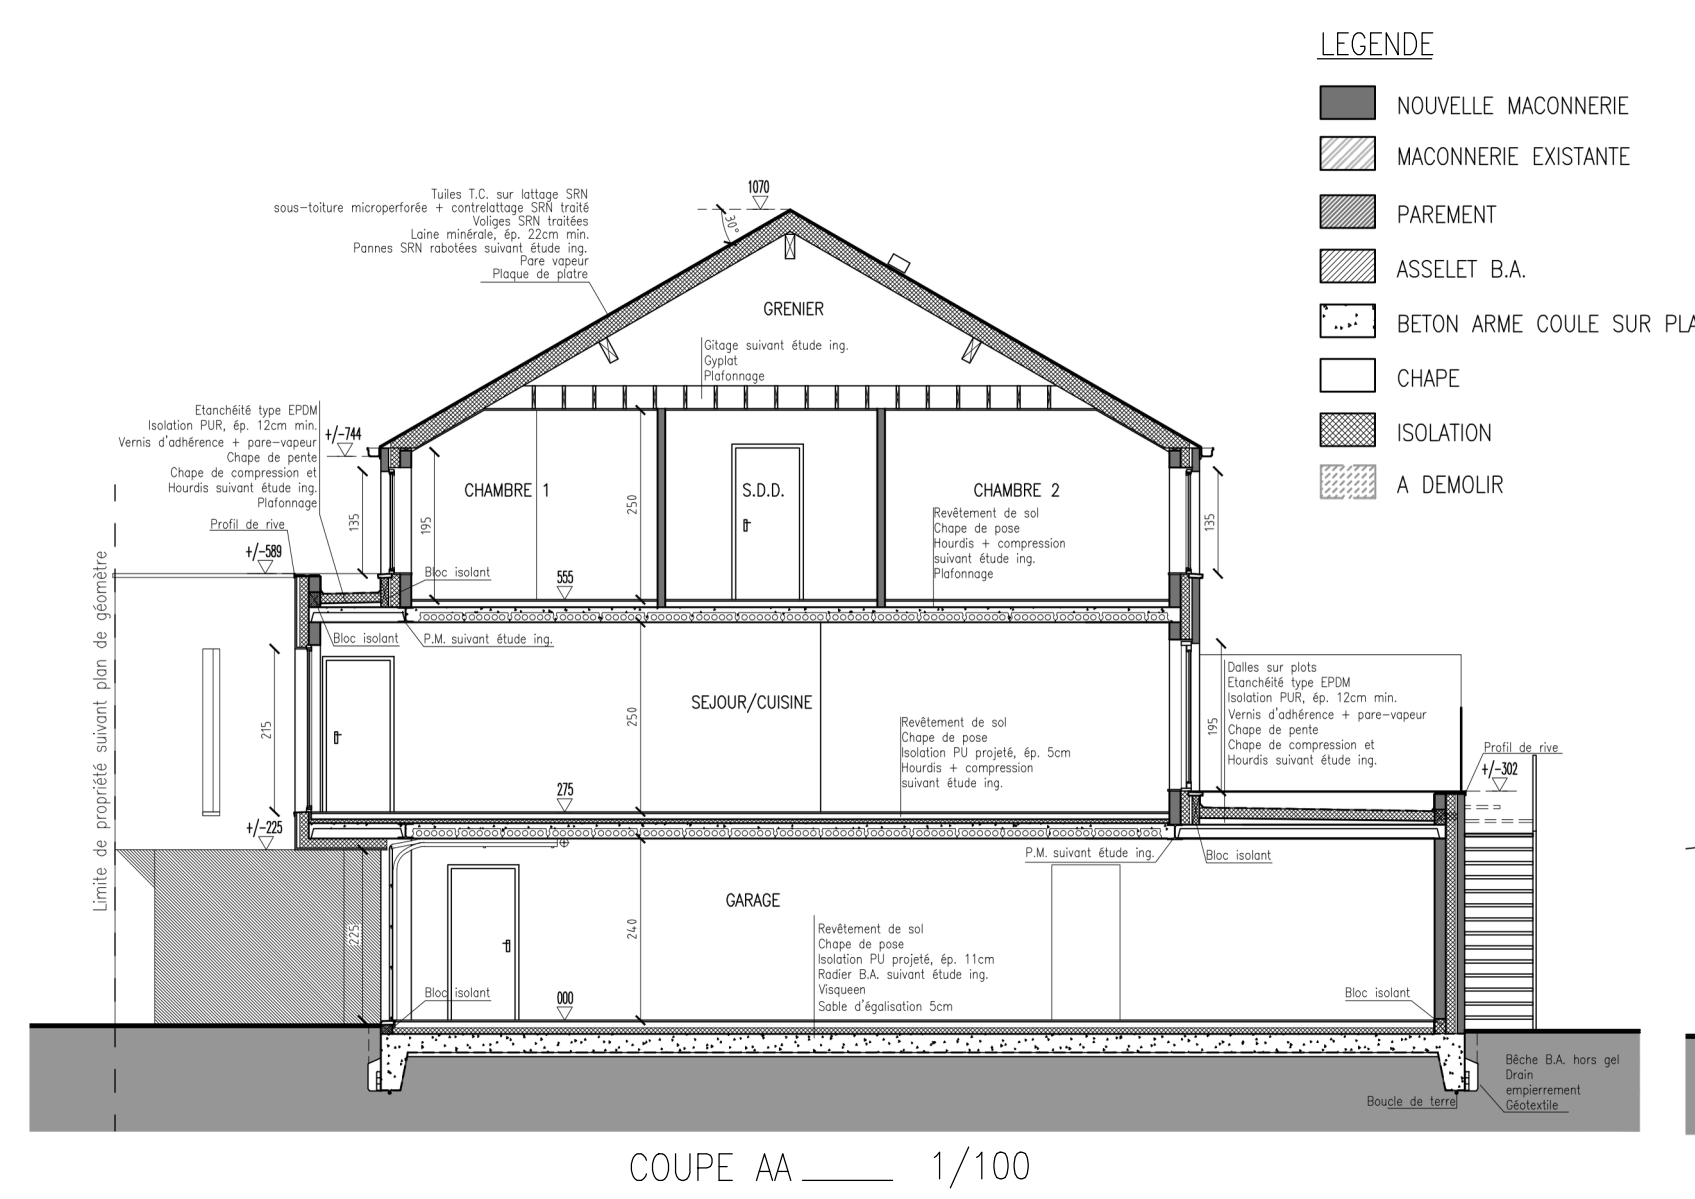 LEGENDE
NOUVELLE MACONNERIE
MACONNERIE EXISTANTE
PAREMENT
ASSELET B.A.
BETON ARME COULE SUR PLA
CHAPE
ISOLATION
A DEMOLIR
1070
30°
Tuiles T.C. sur lattage SRN
sous-toiture microperforée + contrelattage SRN traité
Voliges SRN traitées
Laine minérale, ép. 22cm min.
Pannes SRN rabotées suivant étude ing.
Pare vapeur
Plaque de platre
GRENIER
Gitage suivant étude ing.
Gyplat
Plafonnage
Etanchéité type EPDM
Isolation PUR, ép. 12cm min.
Vernis d'adhérence + pare-vapeur
Chape de pente
Chape de compression et
Hourdis suivant étude ing.
Plafonnage
+/-744
Profil de rive
+/-589
135
195
CHAMBRE 1
250
S.D.D.
CHAMBRE 2
Revêtement de sol
Chape de pose
Hourdis + compression
suivant étude ing.
Plafonnage
135
Bloc isolant
555
Bloc isolant
P.M. suivant étude ing.
Limite de propriété suivant plan de géomètre
215
SEJOUR/CUISINE
250
Revêtement de sol
Chape de pose
Isolation PU projeté, ép. 5cm
Hourdis + compression
suivant étude ing.
195
Dalles sur plots
Etanchéité type EPDM
Isolation PUR, ép. 12cm min.
Vernis d'adhérence + pare-vapeur
Chape de pente
Chape de compression et
Hourdis suivant étude ing.
Profil de rive
+/-302
275
+/-225
P.M. suivant étude ing.
Bloc isolant
225
GARAGE
240
Revêtement de sol
Chape de pose
Isolation PU projeté, ép. 11cm
Radier B.A. suivant étude ing.
Visqueen
Sable d'égalisation 5cm
Bloc isolant
000
Bloc isolant
Bêche B.A. hors gel
Drain
empierrement
Géotextile
Boucle de terre
COUPE AA 1/100